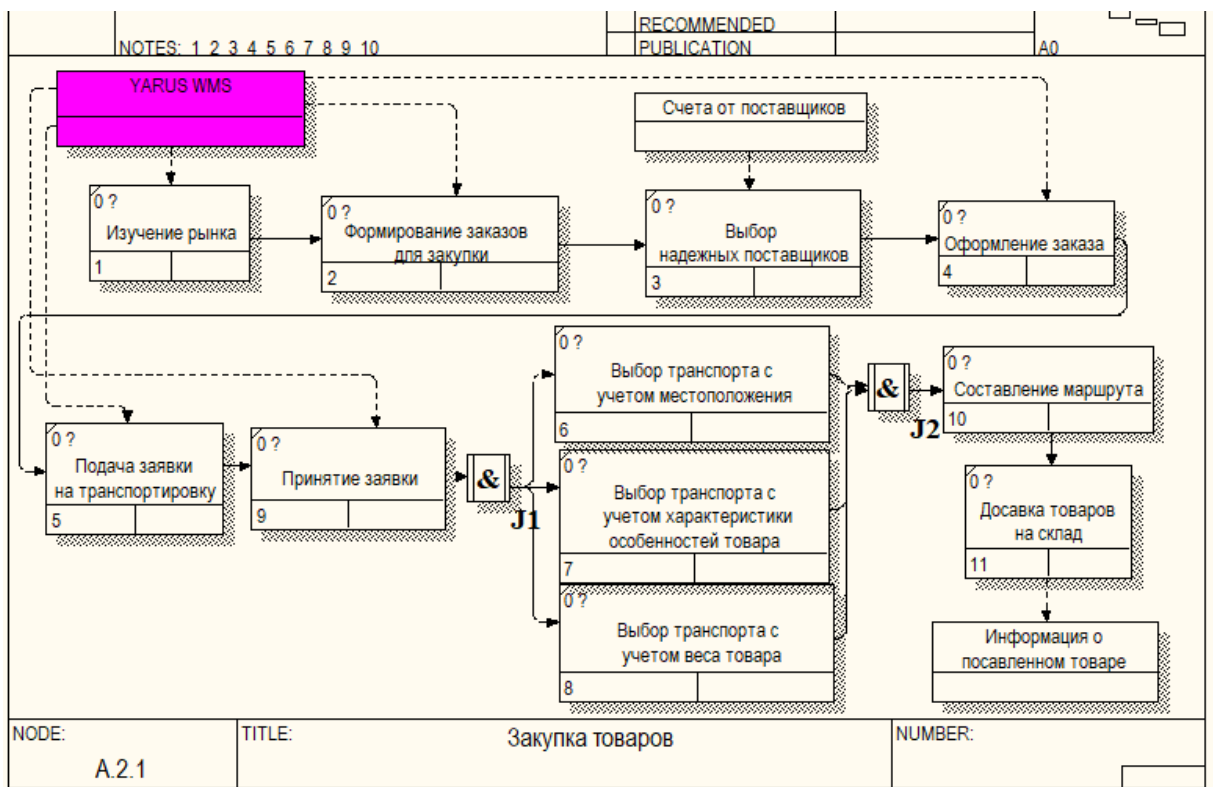 RECOMMENDED
NOTES: 1 2 3 4 5 6 7 8 9 10
PUBLICATION
A0
YARUS WMS
Счета от поставщиков
0 ?
Изучение рынка
1
0 ?
Формирование заказов
для закупки
2
0 ?
Выбор
надежных поставщиков
3
0 ?
Оформление заказа
4
0 ?
Подача заявки
на транспортировку
5
0 ?
Принятие заявки
9
&
J1
0 ?
Выбор транспорта с
учетом местоположения
6
0 ?
Выбор транспорта с
учетом характеристики
особенностей товара
7
0 ?
Выбор транспорта с
учетом веса товара
8
&
J2
0 ?
Составление маршрута
10
0 ?
Досавка товаров
на склад
11
Информация о
посавленном товаре
NODE:
A.2.1
TITLE:
Закупка товаров
NUMBER: